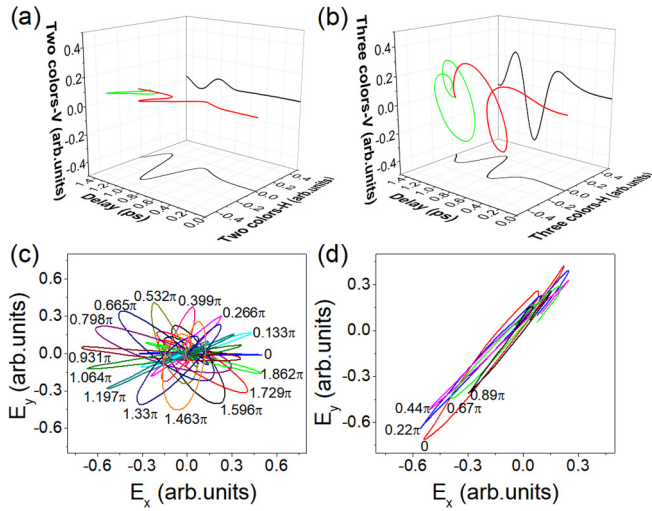 (a)
Two colors-V (arb.units)
0.4
0.2
0.0
-0.2
-0.4
1.4
1.2
1.0
0.8
0.6
0.4
0.2
0.0
Delay (ps)
-0.4
-0.2
0.0
0.2
0.4
Two colors-H (arb.units)
(b)
Three colors-V (arb.units)
0.4
0.2
0.0
-0.2
-0.4
1.4
1.2
1.0
0.8
0.6
0.4
0.2
0.0
Delay (ps)
-0.4
-0.2
0.0
0.2
0.4
Three colors-H (arb.units)
(c)
0.6
0.3
0.0
-0.3
-0.6
Ey (arb.units)
0.532π
0.399π
0.665π
0.266π
0.798π
0.133π
0.931π
0
1.064π
1.862π
1.197π
1.729π
1.33π
1.596π
1.463π
-0.6
-0.3
0.0
0.3
0.6
Ex (arb.units)
(d)
0.3
0.0
-0.3
-0.6
Ey (arb.units)
0.44π
0.89π
0.67π
0.22π
0
-0.6
-0.3
0.0
0.3
Ex (arb.units)